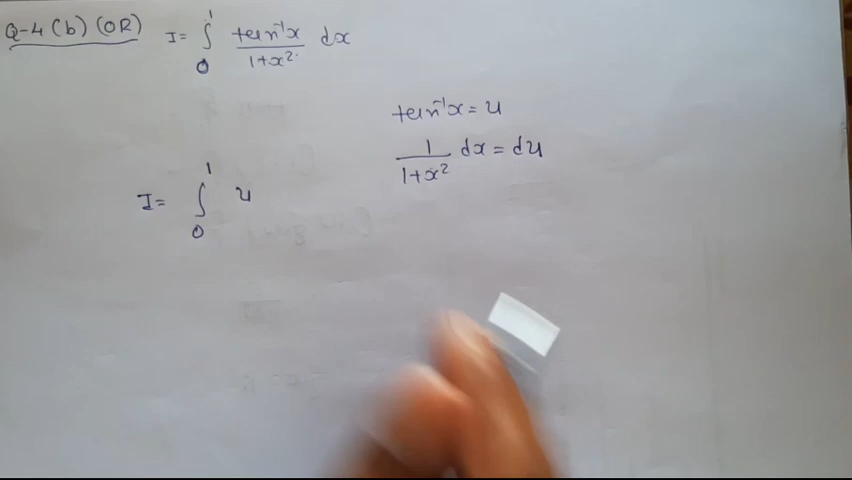 Q-4 (b) (OR) I = ∫₀¹ tan⁻¹x / 1+x² dx
tan⁻¹x = u
1 / 1+x² dx = du
I = ∫₀¹ u